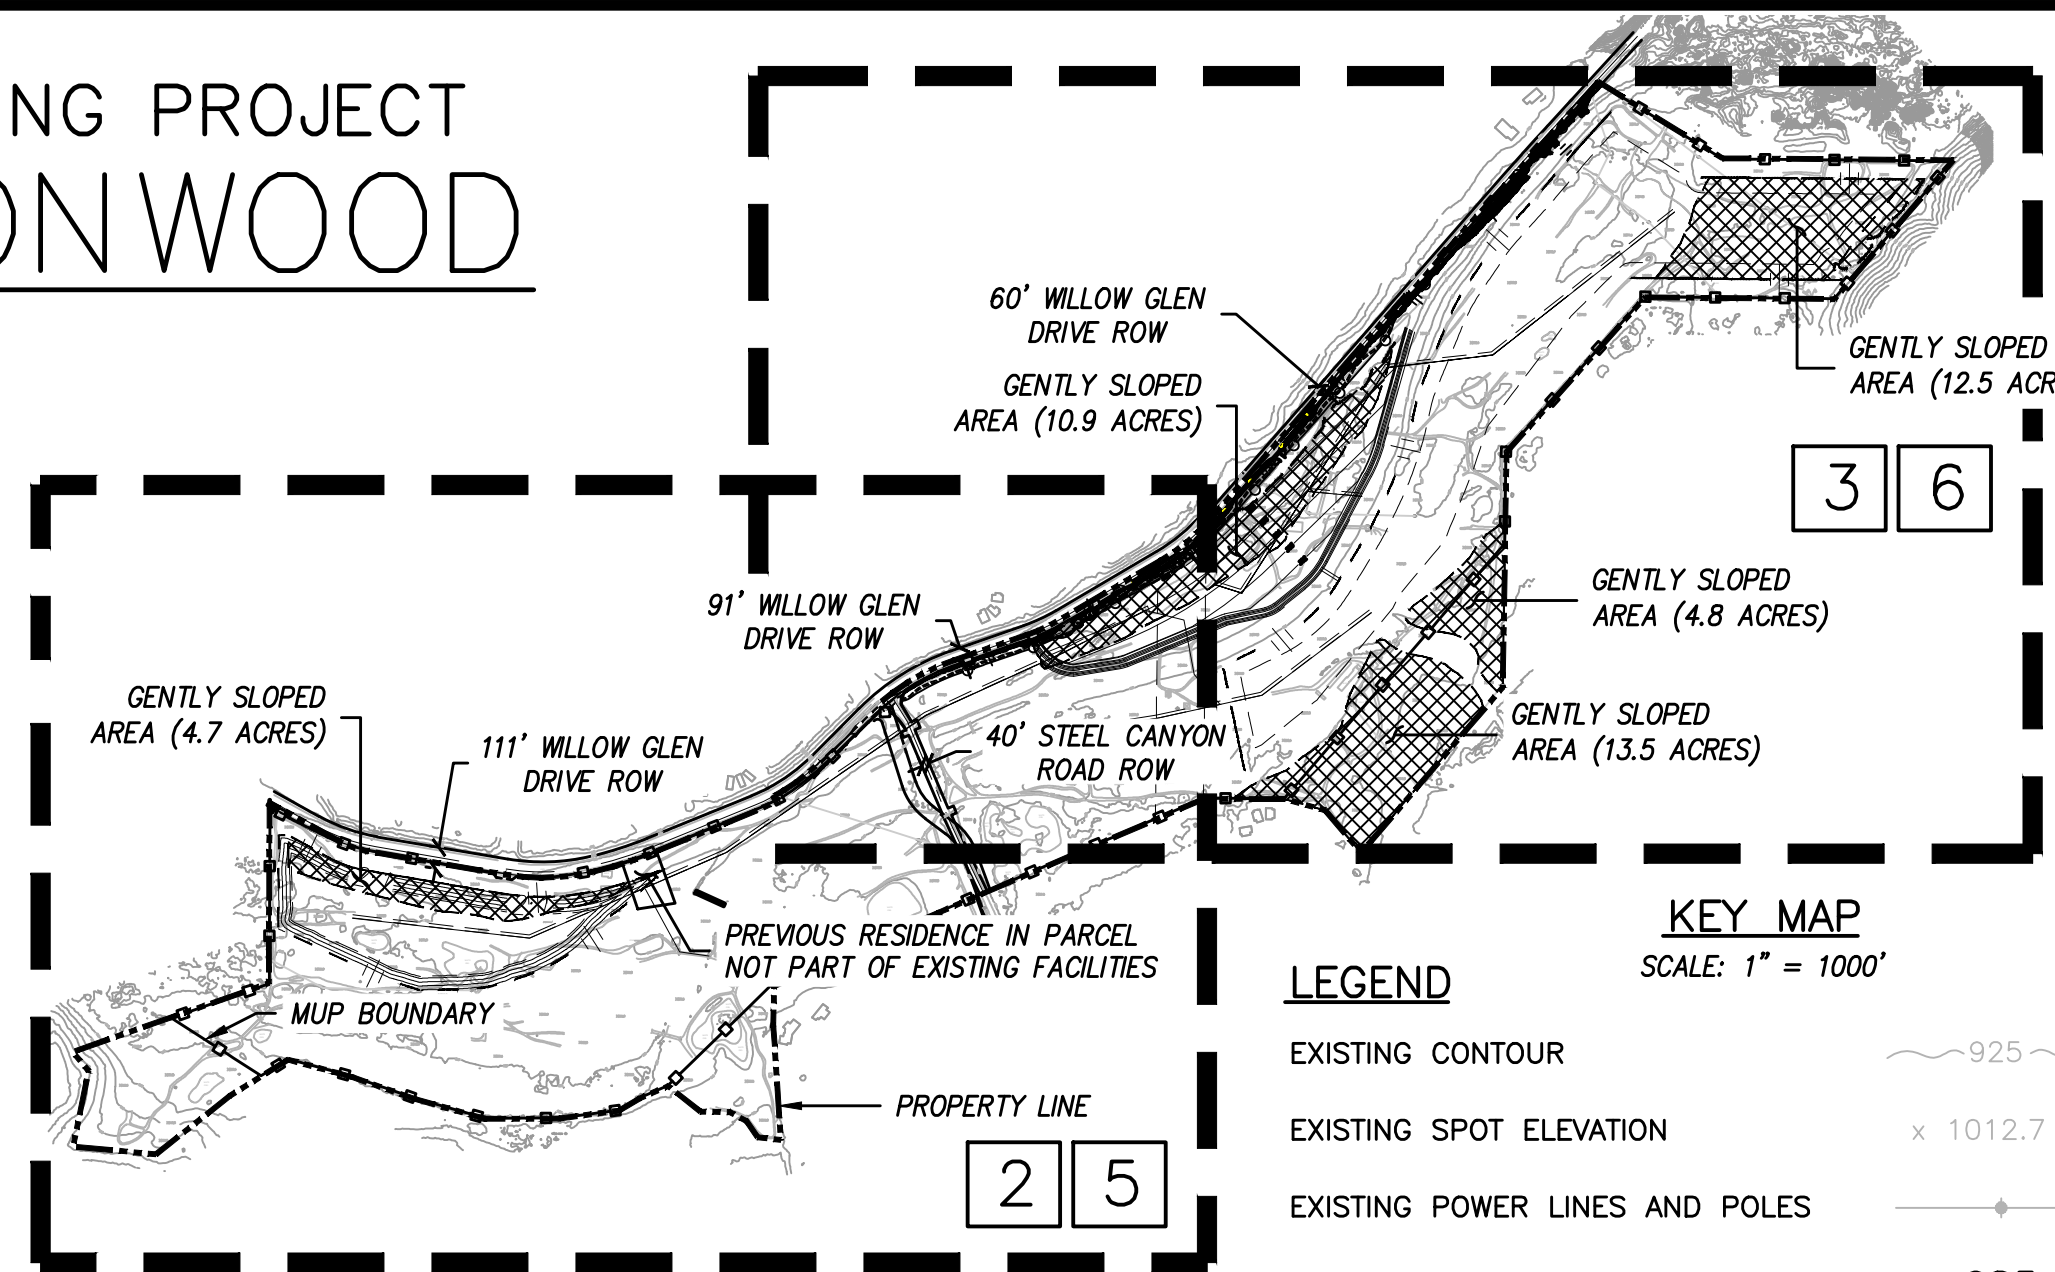 NG PROJECT
ONWOOD
60' WILLOW GLEN
DRIVE ROW
GENTLY SLOPED
AREA (10.9 ACRES)
GENTLY SLOPED
AREA (12.5 ACR
3 6
91' WILLOW GLEN
DRIVE ROW
GENTLY SLOPED
AREA (4.8 ACRES)
GENTLY SLOPED
AREA (4.7 ACRES)
111' WILLOW GLEN
DRIVE ROW
40' STEEL CANYON
ROAD ROW
GENTLY SLOPED
AREA (13.5 ACRES)
PREVIOUS RESIDENCE IN PARCEL
NOT PART OF EXISTING FACILITIES
MUP BOUNDARY
PROPERTY LINE
2 5
KEY MAP
SCALE: 1" = 1000'
LEGEND
EXISTING CONTOUR
925
EXISTING SPOT ELEVATION
x 1012.7
EXISTING POWER LINES AND POLES